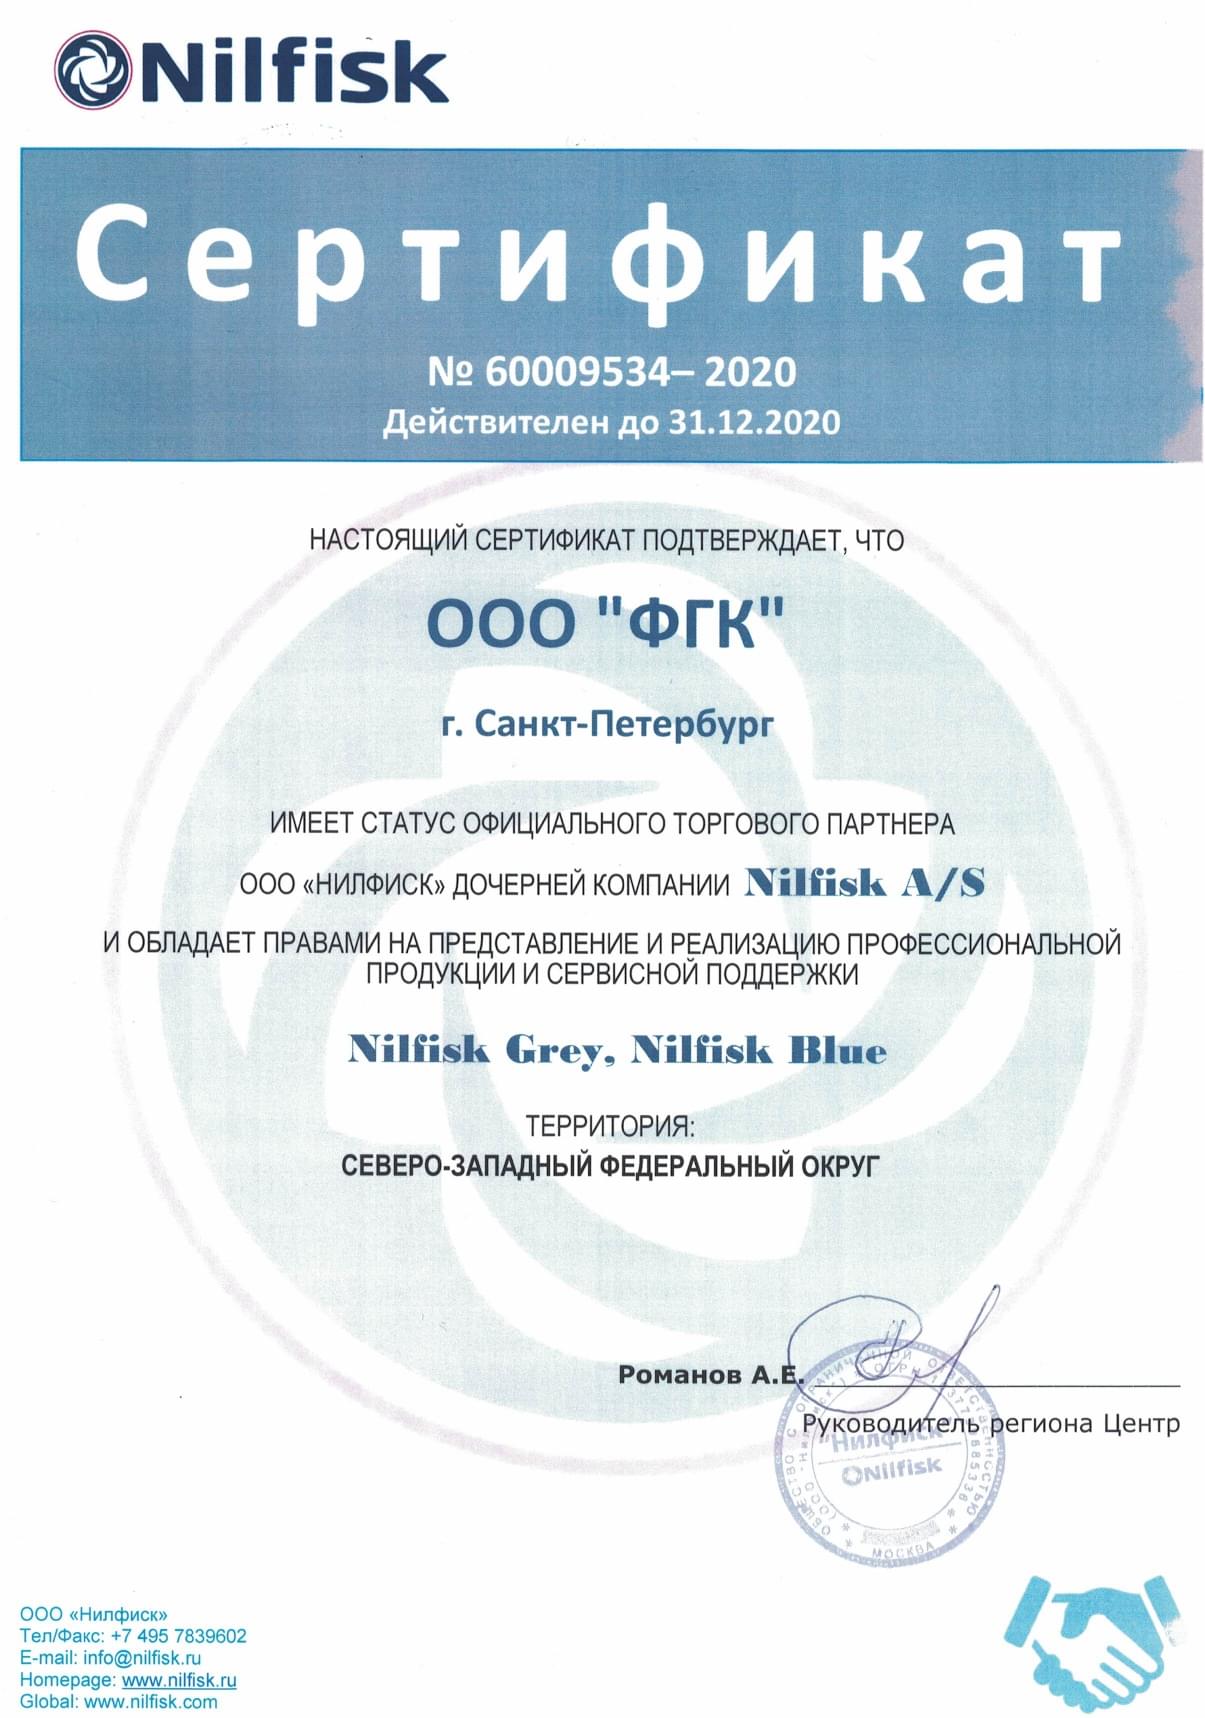 Nilfisk
Сертификат
№ 60009534– 2020
Действителен до 31.12.2020
НАСТОЯЩИЙ СЕРТИФИКАТ ПОДТВЕРЖДАЕТ, ЧТО
ООО "ФГК"
г. Санкт-Петербург
ИМЕЕТ СТАТУС ОФИЦИАЛЬНОГО ТОРГОВОГО ПАРТНЕРА
ООО «НИЛФИСК» ДОЧЕРНЕЙ КОМПАНИИ Nilfisk A/S
И ОБЛАДАЕТ ПРАВАМИ НА ПРЕДСТАВЛЕНИЕ И РЕАЛИЗАЦИЮ ПРОФЕССИОНАЛЬНОЙ
ПРОДУКЦИИ И СЕРВИСНОЙ ПОДДЕРЖКИ
Nilfisk Grey, Nilfisk Blue
ТЕРРИТОРИЯ:
СЕВЕРО-ЗАПАДНЫЙ ФЕДЕРАЛЬНЫЙ ОКРУГ
Романов А.Е.
Руководитель региона Центр
ОБЩЕСТВО С ОГРАНИЧЕННОЙ ОТВЕТСТВЕННОСТЬЮ
"Нилфиск"
Nilfisk
МОСКВА
ООО «Нилфиск»
Тел/Факс: +7 495 7839602
E-mail: info@nilfisk.ru
Homepage: www.nilfisk.ru
Global: www.nilfisk.com